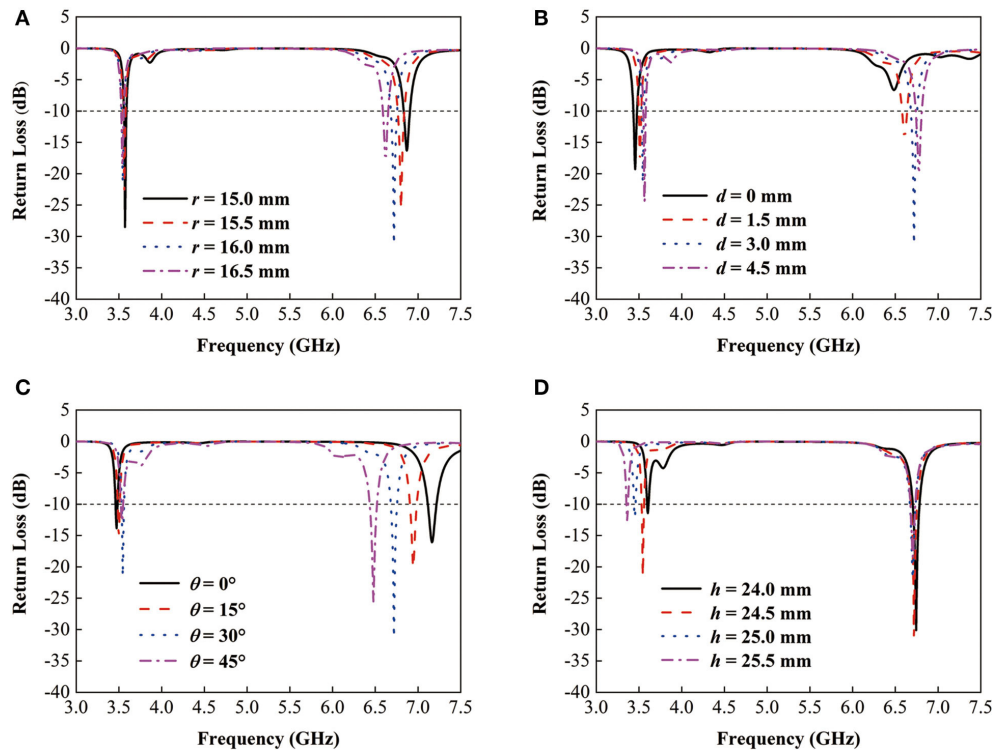 A
5
0
-5
-10
-15
-20
-25
-30
-35
-40
Return Loss (dB)
r = 15.0 mm
r = 15.5 mm
r = 16.0 mm
r = 16.5 mm
3.0 3.5 4.0 4.5 5.0 5.5 6.0 6.5 7.0 7.5
Frequency (GHz)
B
5
0
-5
-10
-15
-20
-25
-30
-35
-40
Return Loss (dB)
d = 0 mm
d = 1.5 mm
d = 3.0 mm
d = 4.5 mm
3.0 3.5 4.0 4.5 5.0 5.5 6.0 6.5 7.0 7.5
Frequency (GHz)
C
5
0
-5
-10
-15
-20
-25
-30
-35
-40
Return Loss (dB)
θ = 0°
θ = 15°
θ = 30°
θ = 45°
3.0 3.5 4.0 4.5 5.0 5.5 6.0 6.5 7.0 7.5
Frequency (GHz)
D
5
0
-5
-10
-15
-20
-25
-30
-35
-40
Return Loss (dB)
h = 24.0 mm
h = 24.5 mm
h = 25.0 mm
h = 25.5 mm
3.0 3.5 4.0 4.5 5.0 5.5 6.0 6.5 7.0 7.5
Frequency (GHz)